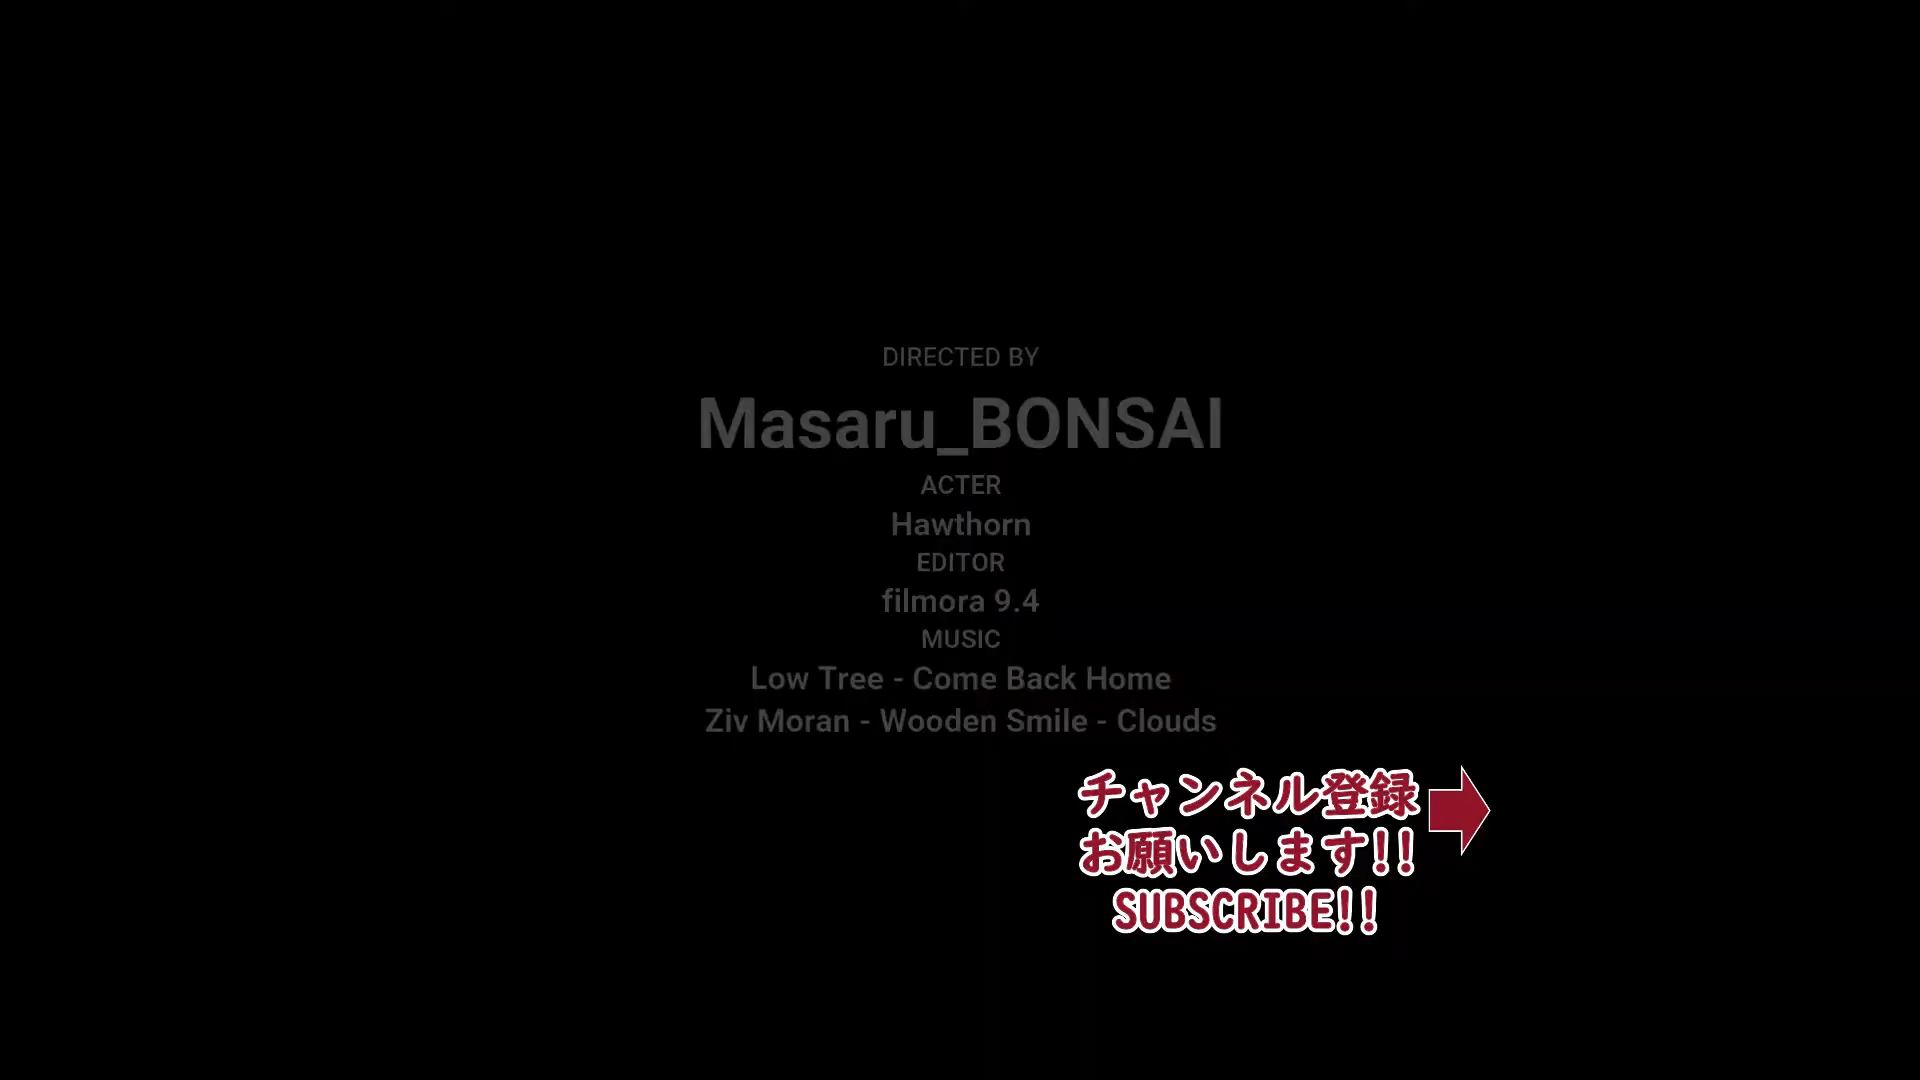 DIRECTED BY
Masaru_BONSAI
ACTER
Hawthorn
EDITOR
filmora 9.4
MUSIC
Low Tree - Come Back Home
Ziv Moran - Wooden Smile - Clouds
チャンネル登録
お願いします!!
SUBSCRIBE!!